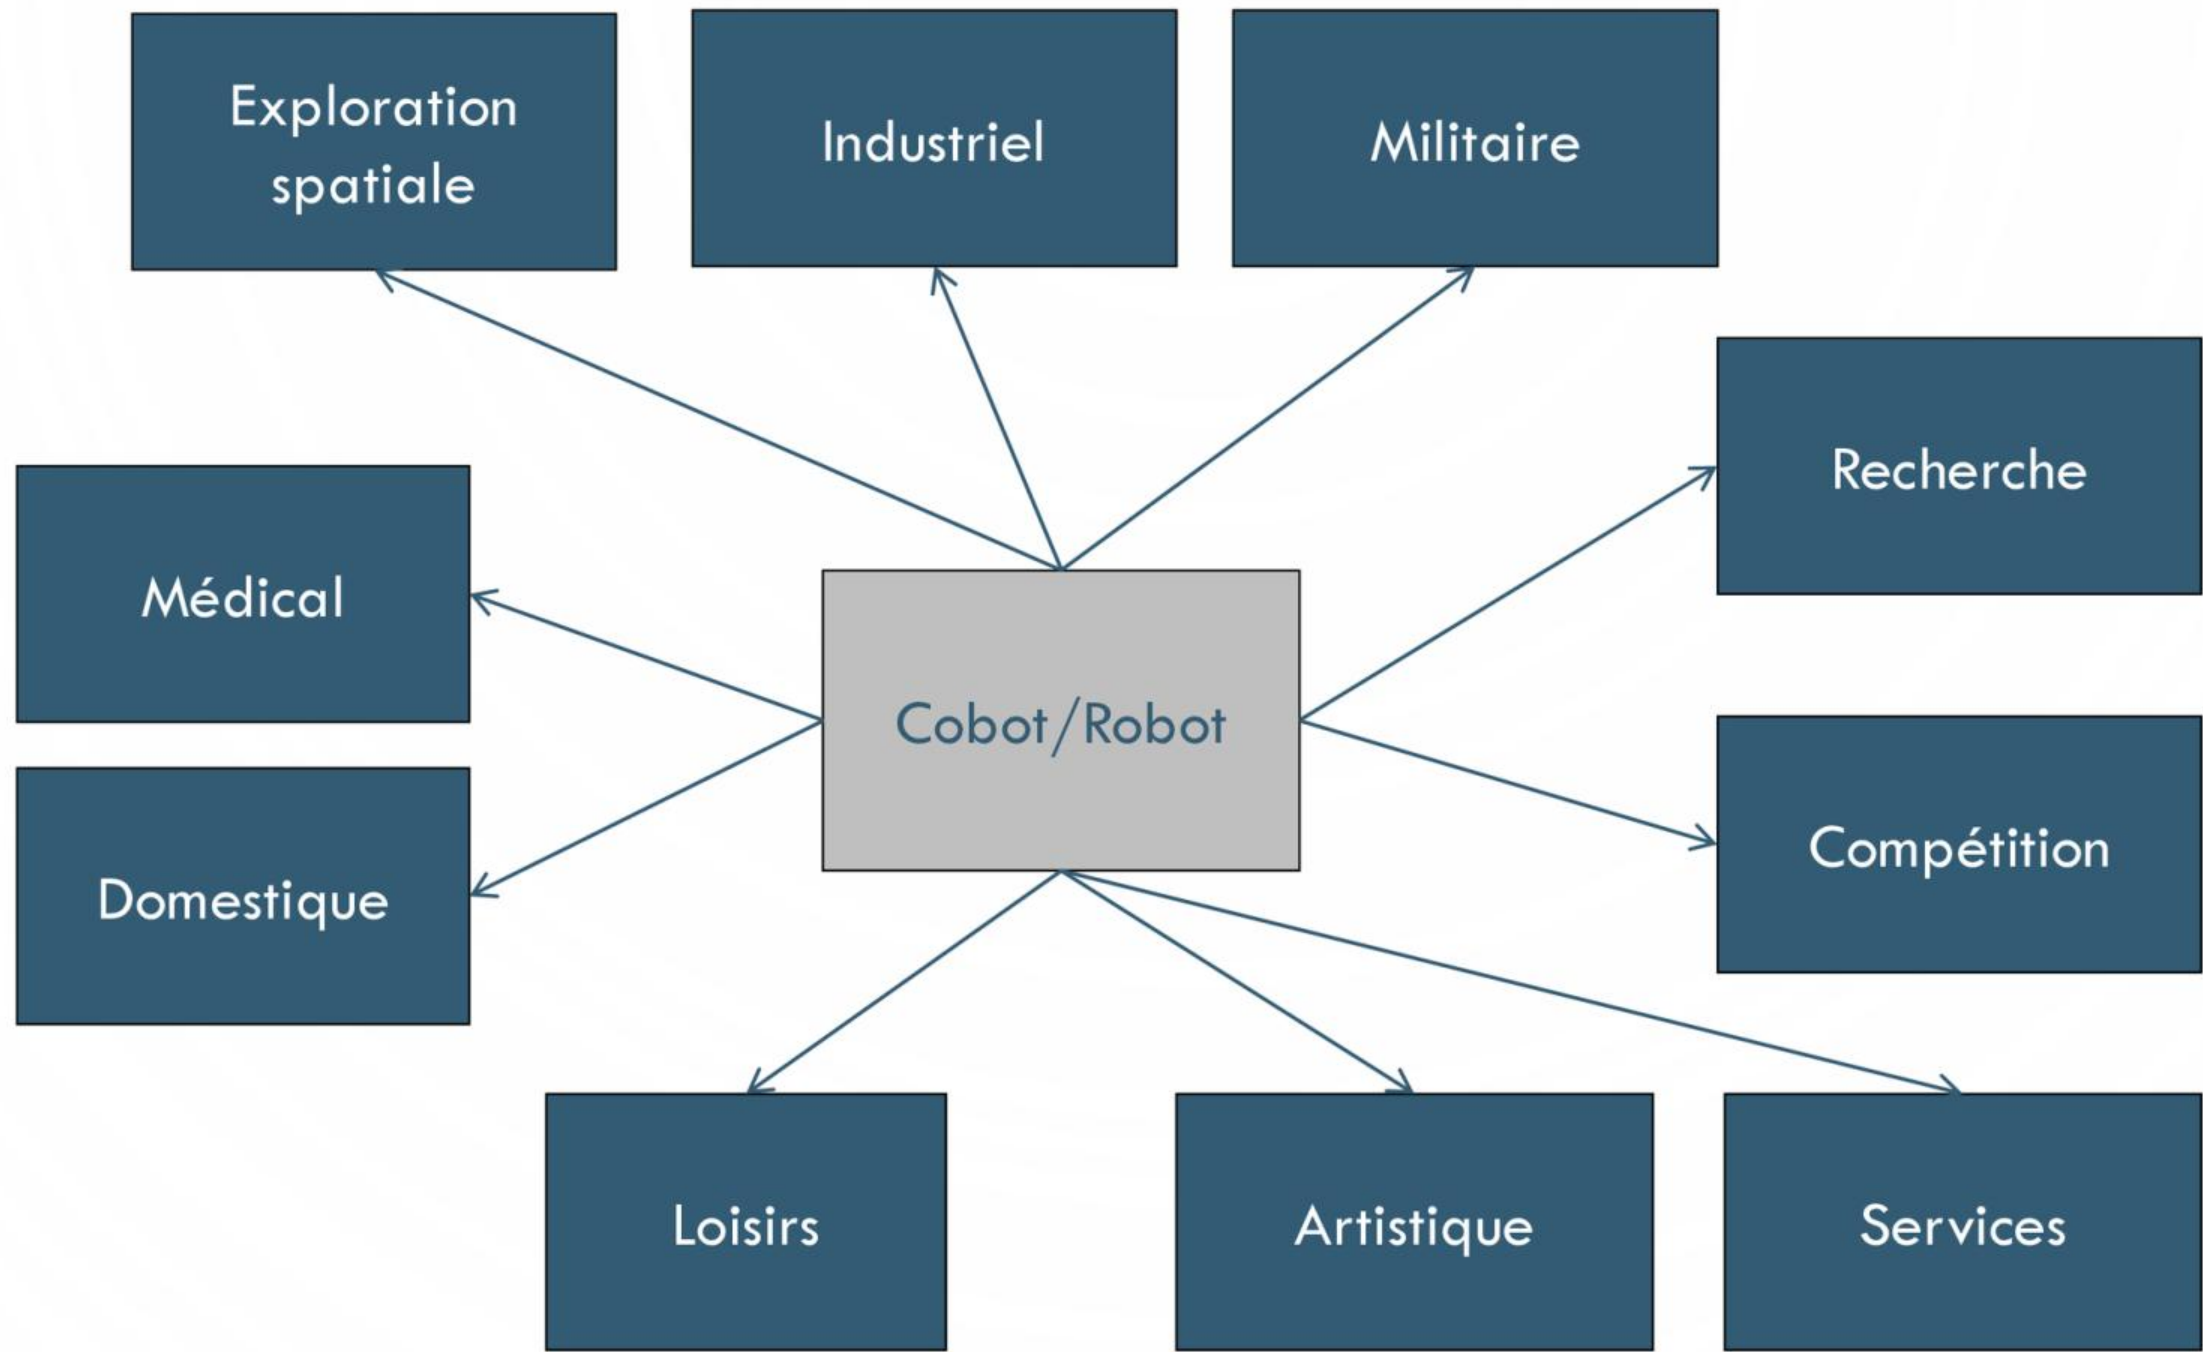 Exploration
spatiale
Industriel
Militaire
Recherche
Médical
Cobot/Robot
Compétition
Domestique
Loisirs
Artistique
Services